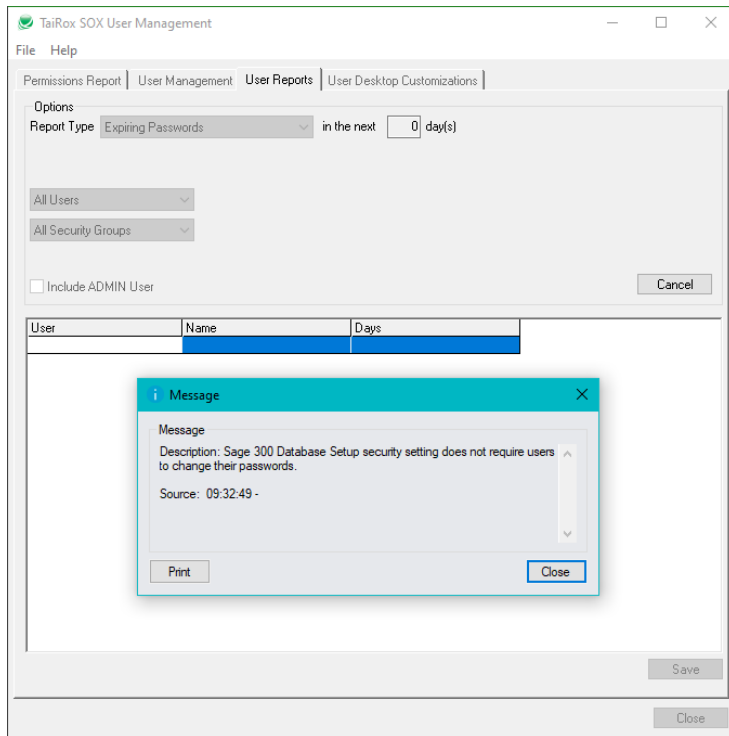 TaiRox SOX User Management
File Help
Permissions Report User Management User Reports User Desktop Customizations
Options
Report Type Expiring Passwords in the next 0 day(s)
All Users
All Security Groups
Include ADMIN User
Cancel
User Name Days
Message
Message
Description: Sage 300 Database Setup security setting does not require users
to change their passwords.
Source: 09:32:49 -
Print Close
Save
Close